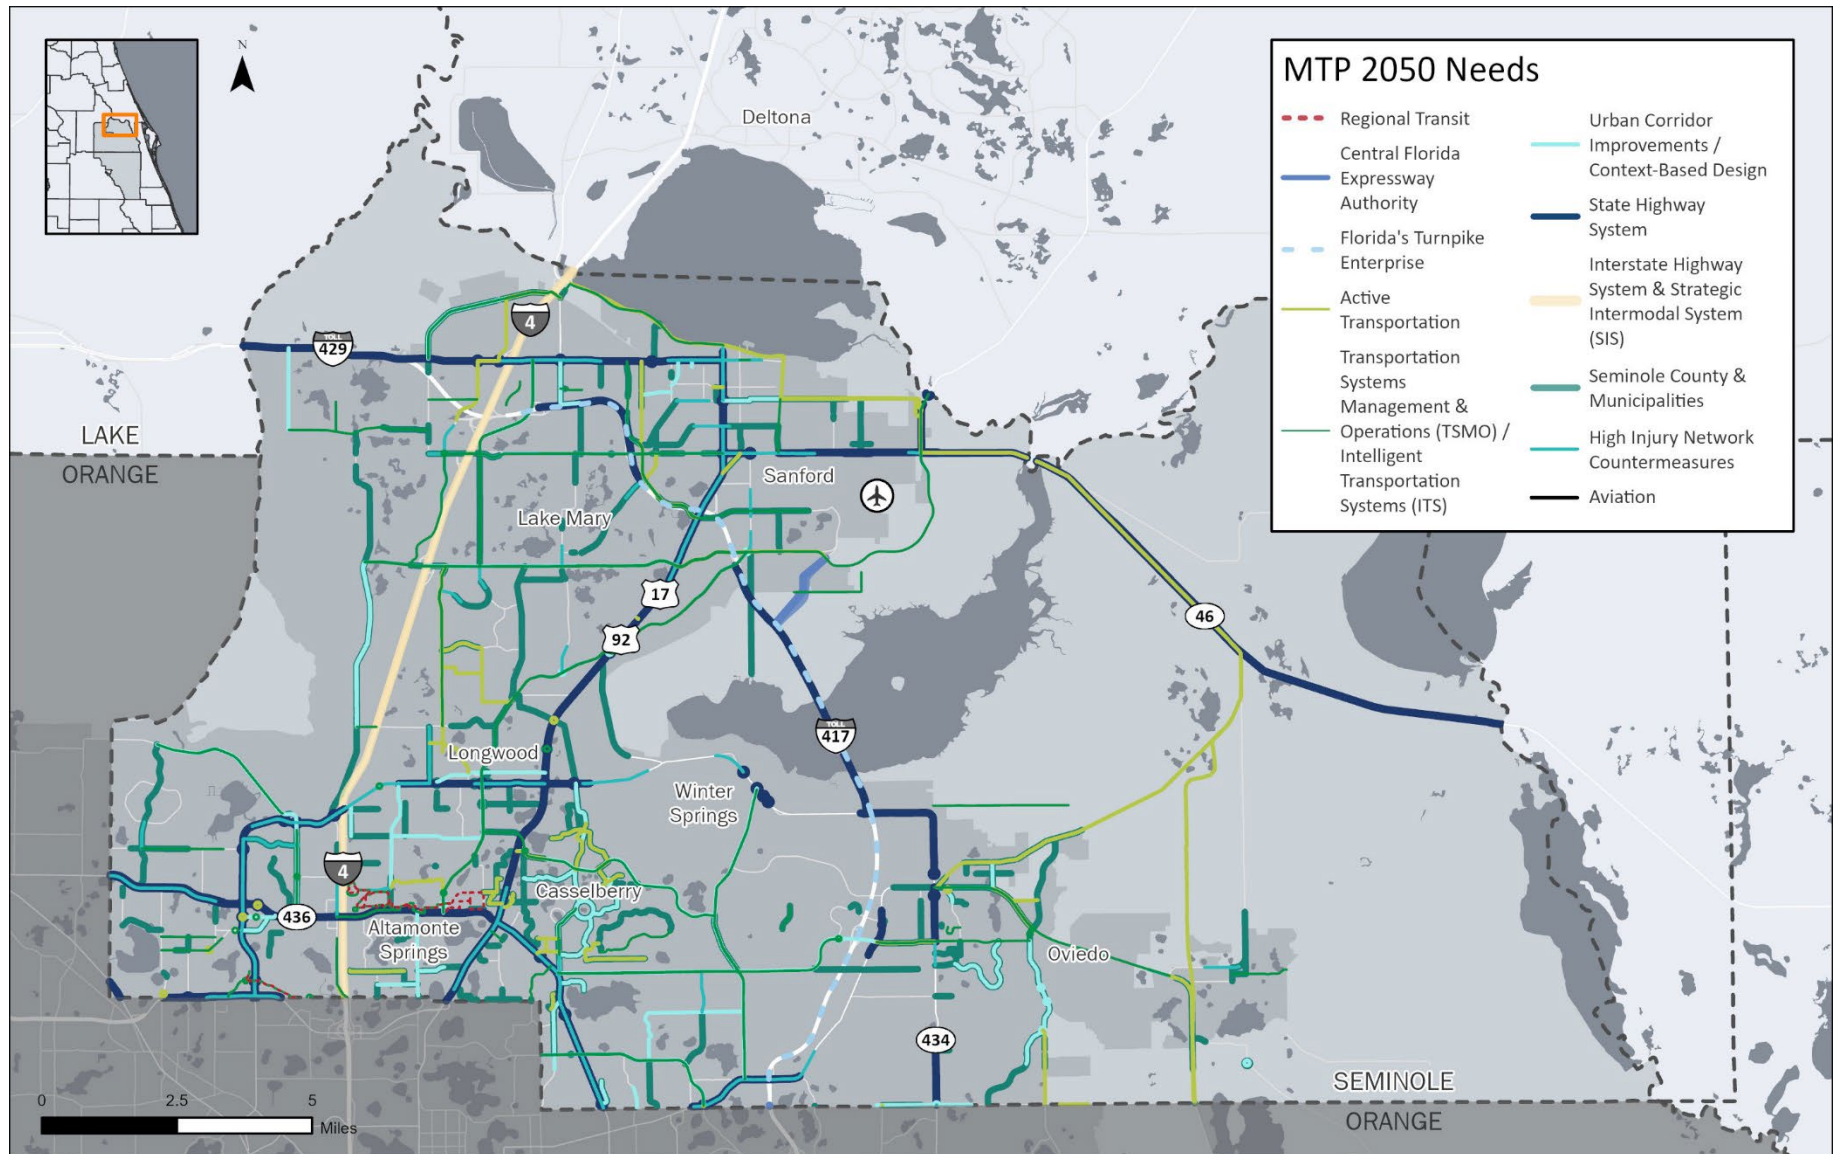 N
MTP 2050 Needs
Regional Transit
Central Florida
Expressway
Authority
Florida's Turnpike
Enterprise
Active
Transportation
Transportation
Systems
Management &
Operations (TSMO) /
Intelligent
Transportation
Systems (ITS)
Urban Corridor
Improvements /
Context-Based Design
State Highway
System
Interstate Highway
System & Strategic
Intermodal System
(SIS)
Seminole County &
Municipalities
High Injury Network
Countermeasures
Aviation
Deltona
4
TOLL
429
LAKE
ORANGE
Sanford
Lake Mary
17
92
46
TOLL
417
Longwood
Winter
Springs
4
Casselberry
436
Altamonte
Springs
Oviedo
434
SEMINOLE
ORANGE
0 2.5 5
Miles